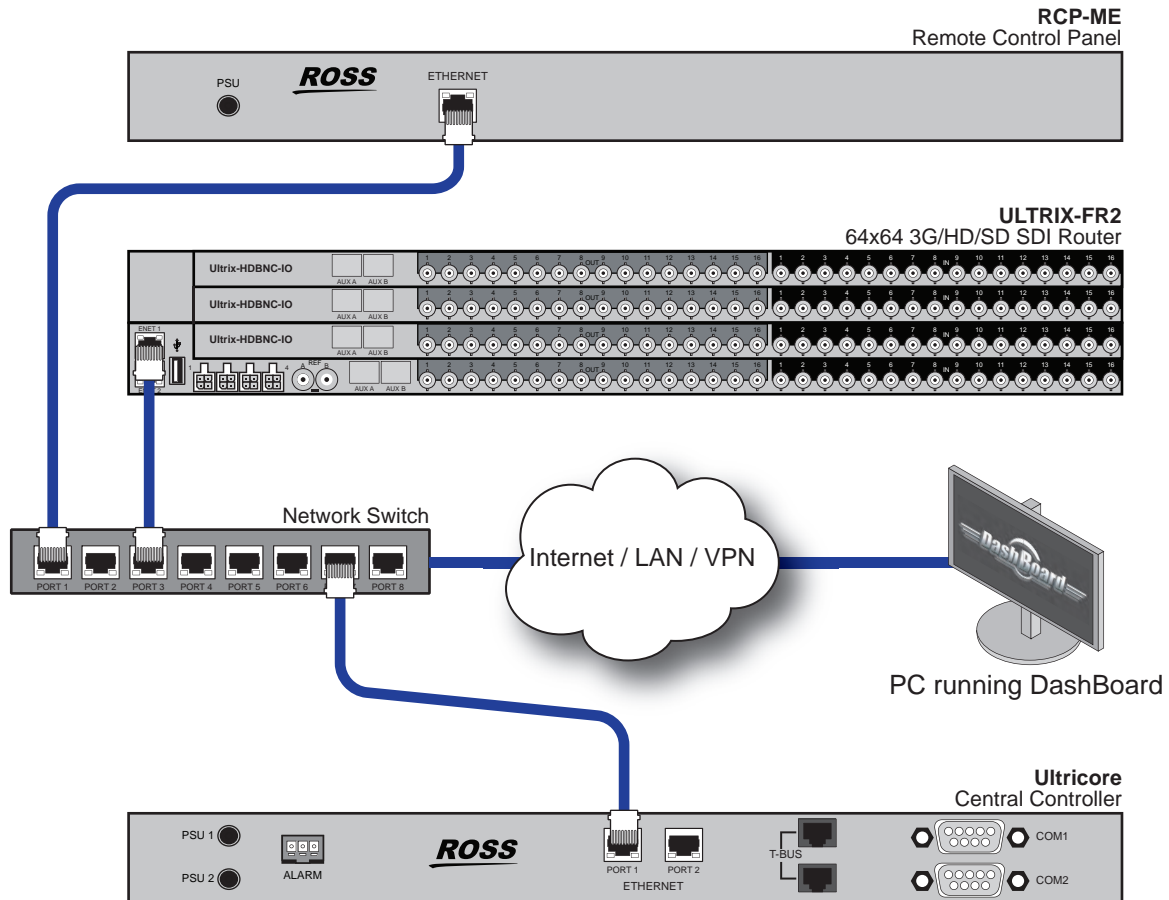 RCP-ME
Remote Control Panel
PSU
ROSS
ETHERNET
ULTRIX-FR2
64x64 3G/HD/SD SDI Router
Ultrix-HDBNC-IO
AUX A AUX B
1 2 3 4 5 6 7 8 OUT 9 10 11 12 13 14 15 16
1 2 3 4 5 6 7 8 IN 9 10 11 12 13 14 15 16
Ultrix-HDBNC-IO
AUX A AUX B
1 2 3 4 5 6 7 8 OUT 9 10 11 12 13 14 15 16
1 2 3 4 5 6 7 8 IN 9 10 11 12 13 14 15 16
ENET 1
Ultrix-HDBNC-IO
AUX A AUX B
1 2 3 4 5 6 7 8 OUT 9 10 11 12 13 14 15 16
1 2 3 4 5 6 7 8 IN 9 10 11 12 13 14 15 16
1 4
A REF B
AUX A AUX B
1 2 3 4 5 6 7 8 OUT 9 10 11 12 13 14 15 16
1 2 3 4 5 6 7 8 IN 9 10 11 12 13 14 15 16
Network Switch
PORT 1 PORT 2 PORT 3 PORT 4 PORT 5 PORT 6 PORT 8
Internet / LAN / VPN
DashBoard
PC running DashBoard
Ultricore
Central Controller
PSU 1
PSU 2
ALARM
ROSS
PORT 1 PORT 2
ETHERNET
T-BUS
COM1
COM2